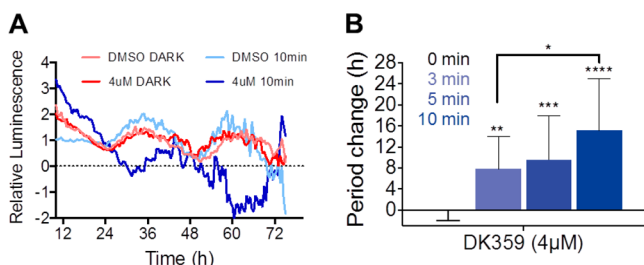 A
DMSO DARK
DMSO 10min
4uM DARK
4uM 10min
Relative Luminescence
4
3
2
1
0
-1
-2
12
24
36
48
60
72
Time (h)
B
Period change (h)
28
24
20
16
12
8
4
0
0 min
3 min
5 min
10 min
**
***
****
*
DK359 (4µM)